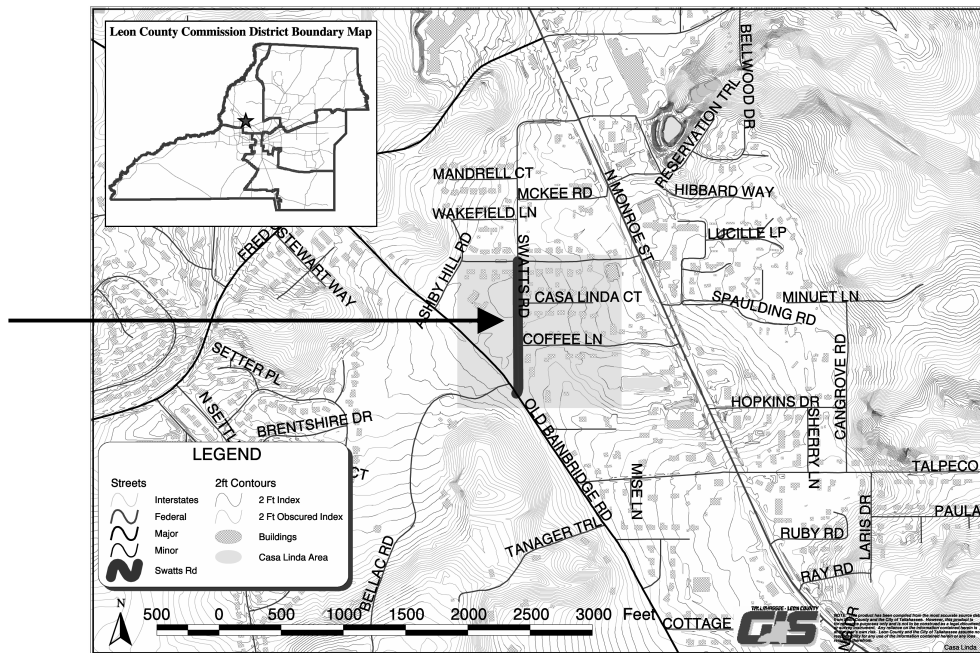 Leon County Commission District Boundary Map
BELLWOOD DR
RESERVATION TRL
MANDRELL CT
MCKEE RD
HIBBARD WAY
N MONROE ST
WAKEFIELD LN
LUCILLE LP
FRED
STEWART WAY
ASHBY HILL RD
SWATTS RD
CASA LINDA CT
MINUET LN
SPAULDING RD
COFFEE LN
CANGROVE RD
SETTER PL
HOPKINS DR
SHERRY LN
BRENTSHIRE DR
OLD BAINBRIDGE RD
CT
TALPECO
MISE LN
LARIS DR
PAULA
RUBY RD
TANAGER TRL
RAY RD
BELLAC RD
COTTAGE
LEGEND
Streets
Interstates
Federal
Major
Minor
Swatts Rd
2ft Contours
2 Ft Index
2 Ft Obscured Index
Buildings
Casa Linda Area
N
500 0 500 1000 1500 2000 2500 3000 Feet
TALLAHASSEE - LEON COUNTY
GIS
Casa Linda